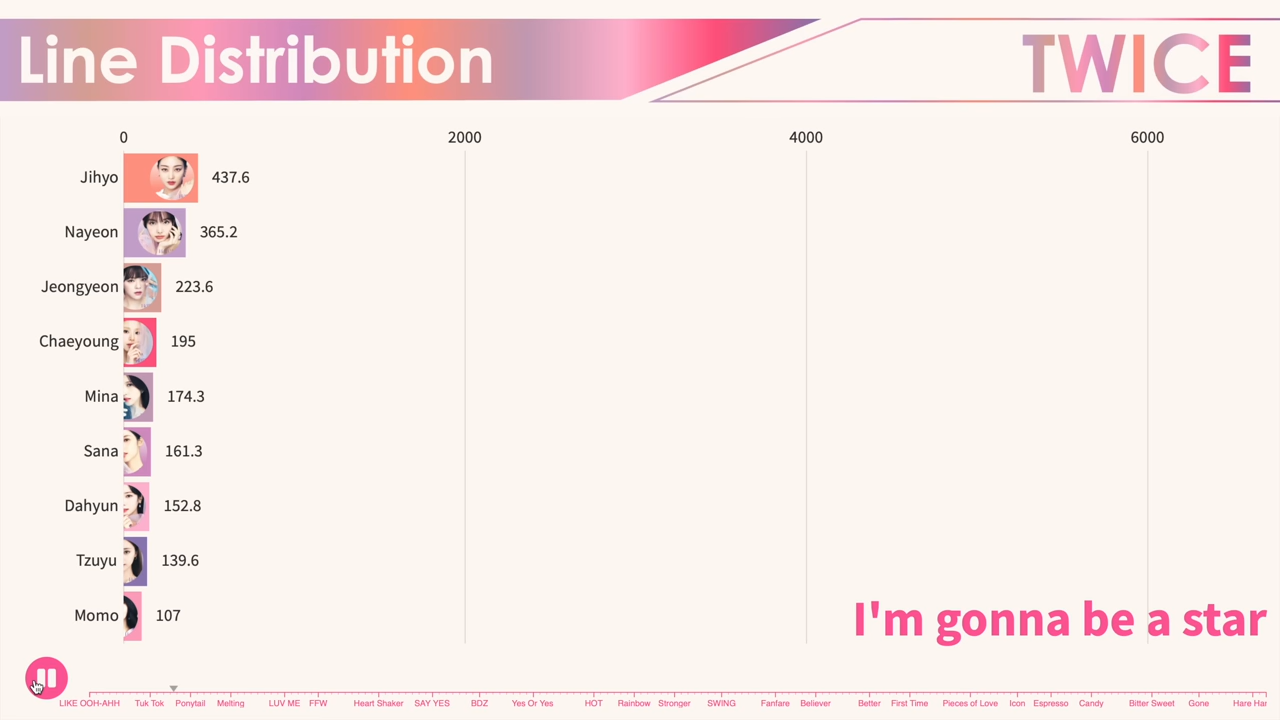 Line Distribution
TWICE
0 2000 4000 6000
Jihyo 437.6
Nayeon 365.2
Jeongyeon 223.6
Chaeyoung 195
Mina 174.3
Sana 161.3
Dahyun 152.8
Tzuyu 139.6
Momo 107
I'm gonna be a star
LIKE OOH-AHH Tuk Tok Ponytail Melting LUV ME FFW Heart Shaker SAY YES BDZ Yes Or Yes HOT Rainbow Stronger SWING Fanfare Believer Better First Time Pieces of Love Icon Espresso Candy Bitter Sweet Gone Hare Har